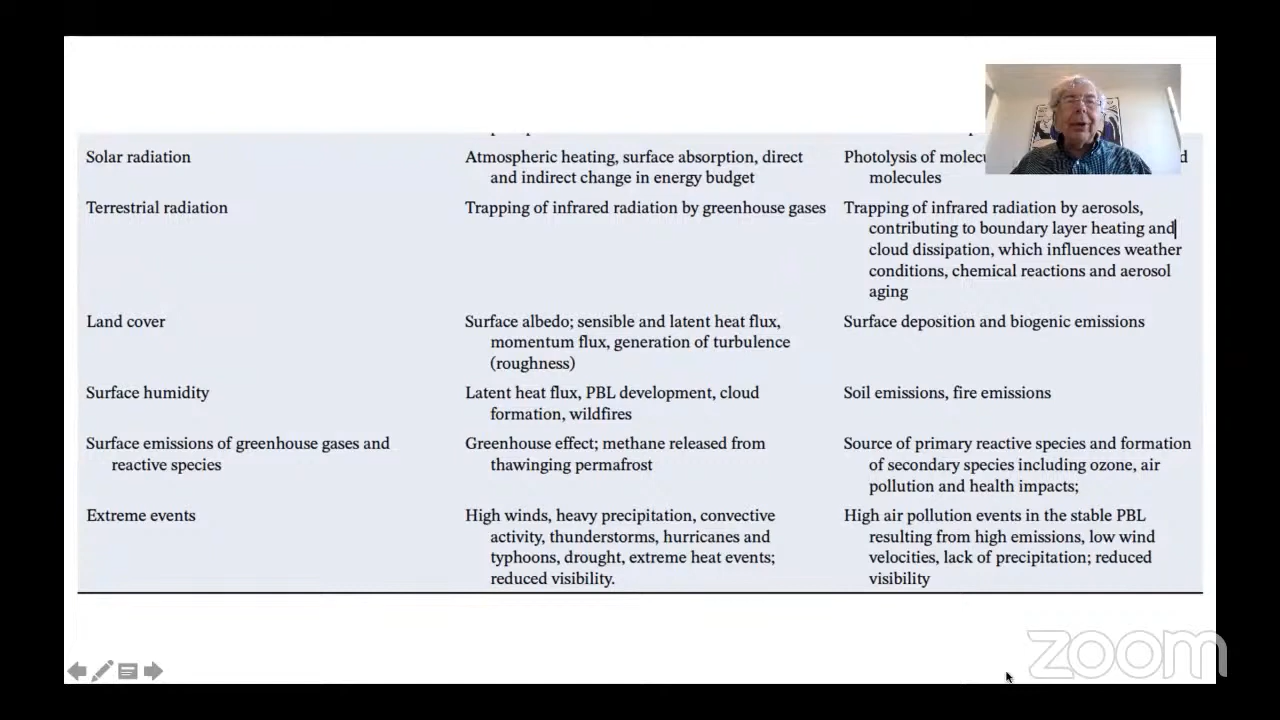 Solar radiation
Atmospheric heating, surface absorption, direct
and indirect change in energy budget
Photolysis of
molecules
Terrestrial radiation
Trapping of infrared radiation by greenhouse gases
Trapping of infrared radiation by aerosols,
contributing to boundary layer heating and
cloud dissipation, which influences weather
conditions, chemical reactions and aerosol
aging
Land cover
Surface albedo; sensible and latent heat flux,
momentum flux, generation of turbulence
(roughness)
Surface deposition and biogenic emissions
Surface humidity
Latent heat flux, PBL development, cloud
formation, wildfires
Soil emissions, fire emissions
Surface emissions of greenhouse gases and
reactive species
Greenhouse effect; methane released from
thawinging permafrost
Source of primary reactive species and formation
of secondary species including ozone, air
pollution and health impacts;
Extreme events
High winds, heavy precipitation, convective
activity, thunderstorms, hurricanes and
typhoons, drought, extreme heat events;
reduced visibility.
High air pollution events in the stable PBL
resulting from high emissions, low wind
velocities, lack of precipitation; reduced
visibility
zoom